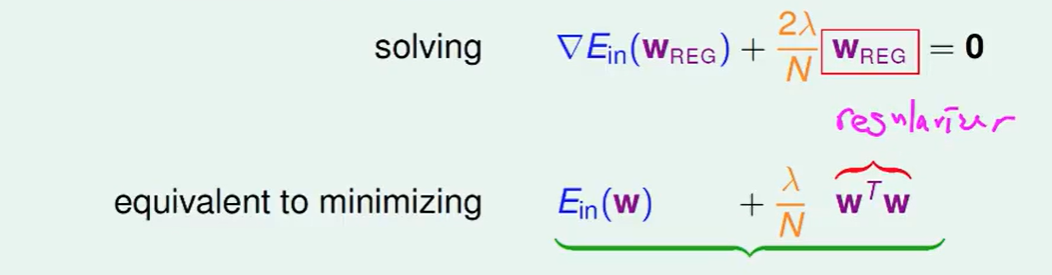 solving ∇E_in(w_REG) + 2λ/N w_REG = 0
regularizer
equivalent to minimizing E_in(w) + λ/N w^T w